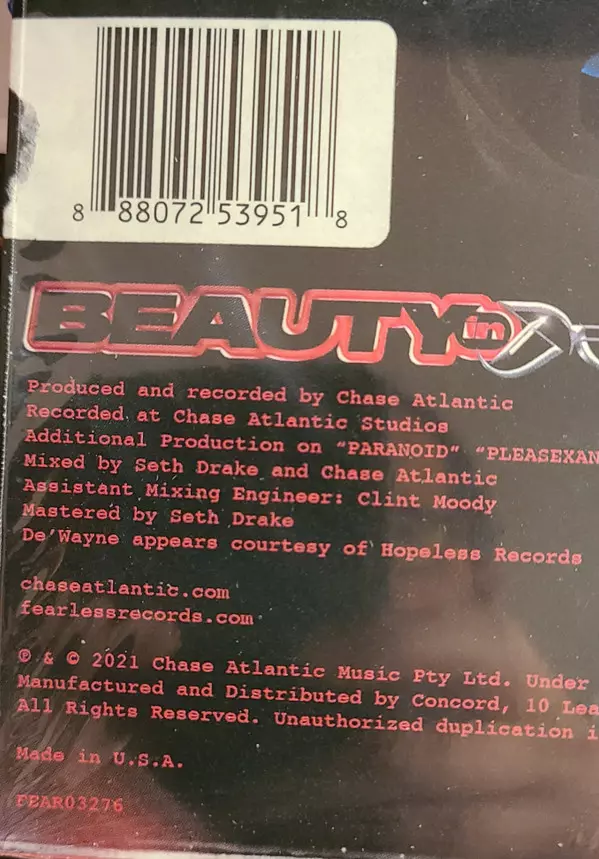 8 88072 53951 8
BEAUTY in
Produced and recorded by Chase Atlantic
Recorded at Chase Atlantic Studios
Additional Production on “PARANOID” “PLEASEXAN
Mixed by Seth Drake and Chase Atlantic
Assistant Mixing Engineer: Clint Moody
Mastered by Seth Drake
De'Wayne appears courtesy of Hopeless Records
chaseatlantic.com
fearlessrecords.com
℗ & © 2021 Chase Atlantic Music Pty Ltd. Under
Manufactured and Distributed by Concord, 10 Lea
All Rights Reserved. Unauthorized duplication i
Made in U.S.A.
FEAR03276